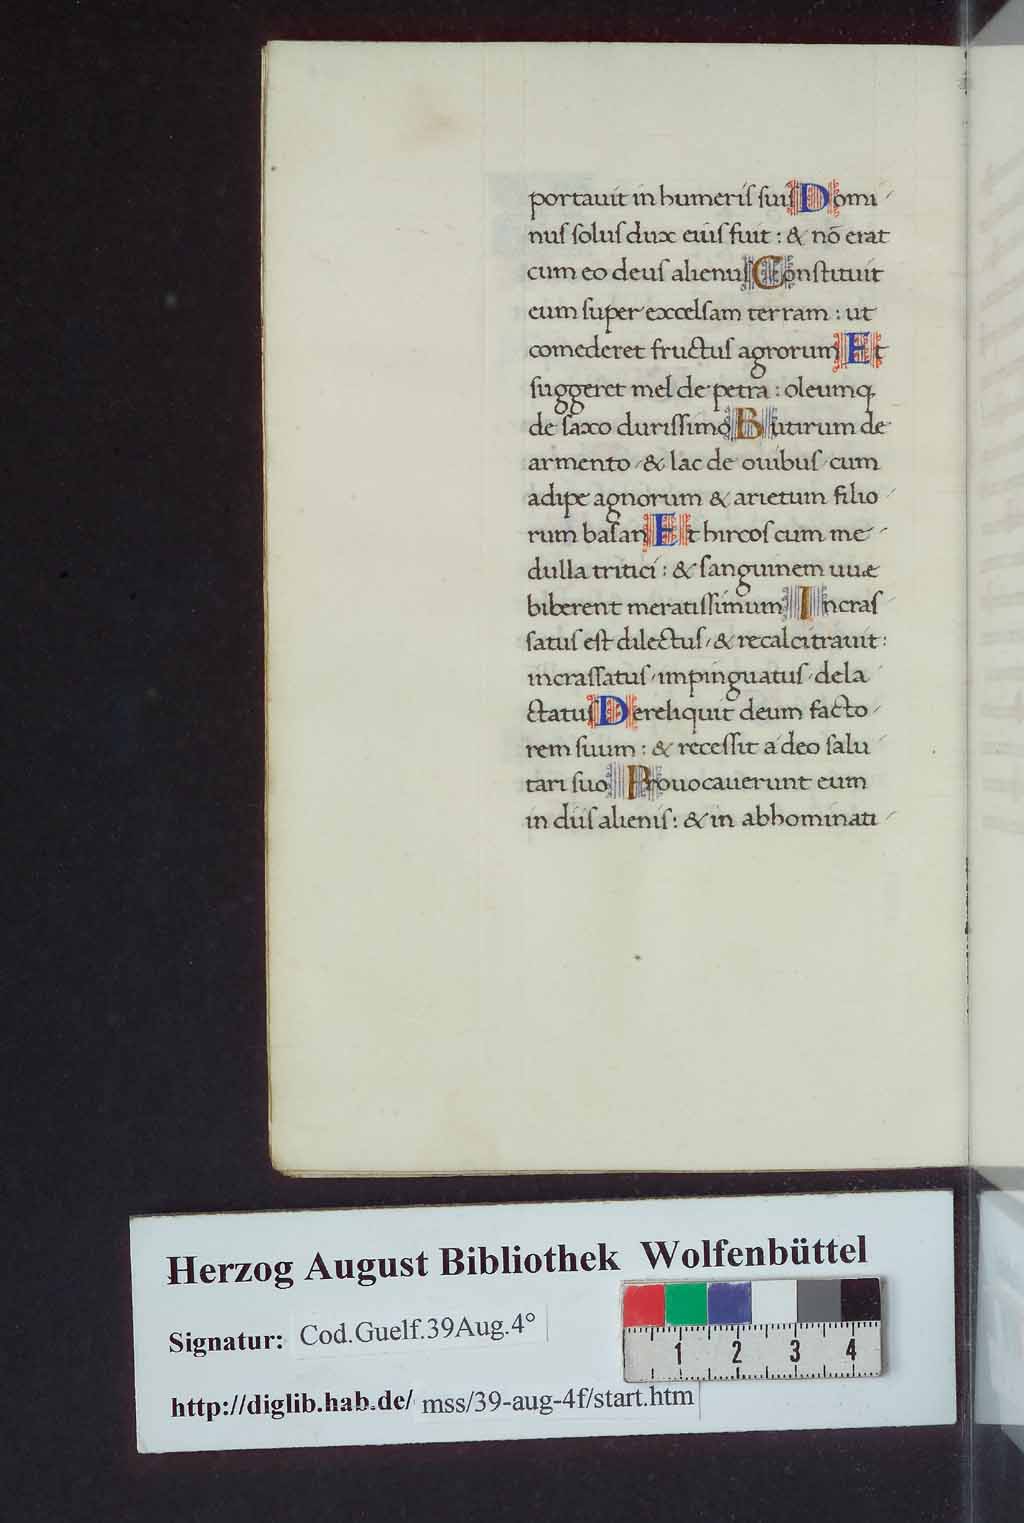 portauit in humeris suis Domi
nus solus dux eius fuit : & nō erat
cum eo deus alienus Constituit
eum super excelsam terram : ut
comederet fructus agrorum Et
suggeret mel de petra : oleumq
de saxo durissimo Butirum de
armento & lac de ouibus cum
adipe agnorum & arietum filio
rum basan Et hircos cum me
dulla tritici : & sanguinem uuæ
biberent meratissimum Incras
satus est dilectus, & recalcitrauit :
incrassatus, impinguatus, dela
ctatus Dereliquit deum facto
rem suum : & recessit a deo salu
tari suo Prouocauerunt eum
in diis alienis : & in abhominati
Herzog August Bibliothek Wolfenbüttel
Signatur: Cod.Guelf.39Aug.4°
http://diglib.hab.de/ mss/39-aug-4f/start.htm
1 2 3 4